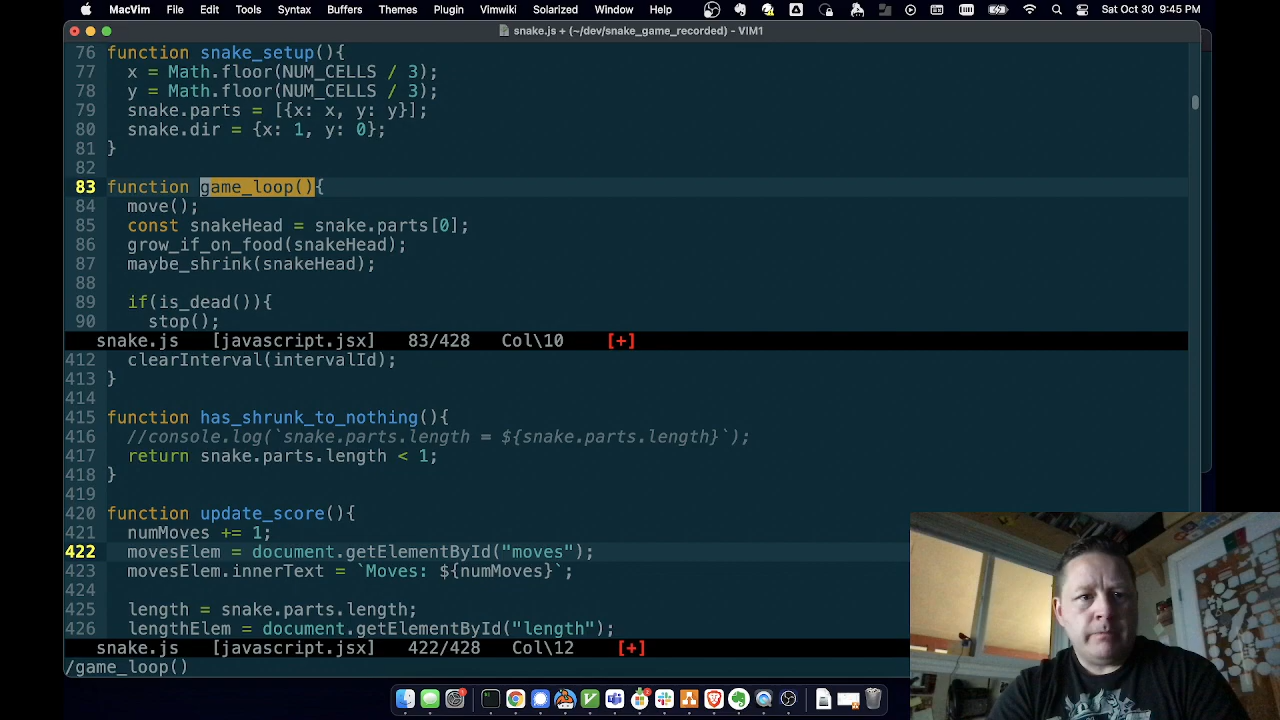 MacVim File Edit Tools Syntax Buffers Themes Plugin Vimwiki Solarized Window Help Sat Oct 30 9:45 PM
snake.js + (~/dev/snake_game_recorded) - VIM1
76 function snake_setup(){
77 x = Math.floor(NUM_CELLS / 3);
78 y = Math.floor(NUM_CELLS / 3);
79 snake.parts = [{x: x, y: y}];
80 snake.dir = {x: 1, y: 0};
81 }
82
83 function game_loop(){
84 move();
85 const snakeHead = snake.parts[0];
86 grow_if_on_food(snakeHead);
87 maybe_shrink(snakeHead);
88
89 if(is_dead()){
90 stop();
snake.js [javascript.jsx] 83/428 Col\10 [+]
412 clearInterval(intervalId);
413 }
414
415 function has_shrunk_to_nothing(){
416 //console.log(`snake.parts.length = ${snake.parts.length}`);
417 return snake.parts.length < 1;
418 }
419
420 function update_score(){
421 numMoves += 1;
422 movesElem = document.getElementById("moves");
423 movesElem.innerText = `Moves: ${numMoves}`;
424
425 length = snake.parts.length;
426 lengthElem = document.getElementById("length");
snake.js [javascript.jsx] 422/428 Col\12 [+]
/game_loop()